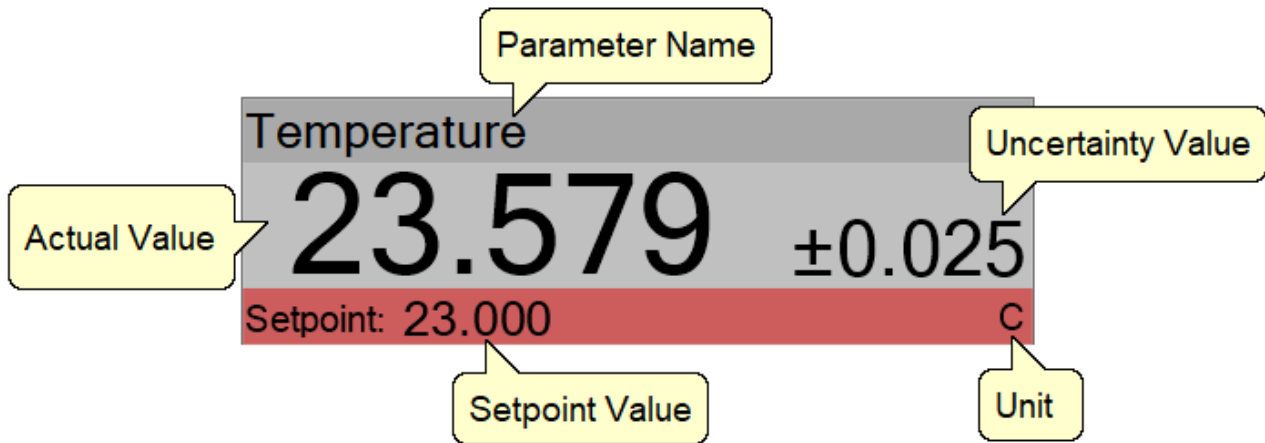 Parameter Name
Temperature
Uncertainty Value
Actual Value
23.579 ±0.025
Setpoint: 23.000 C
Setpoint Value
Unit